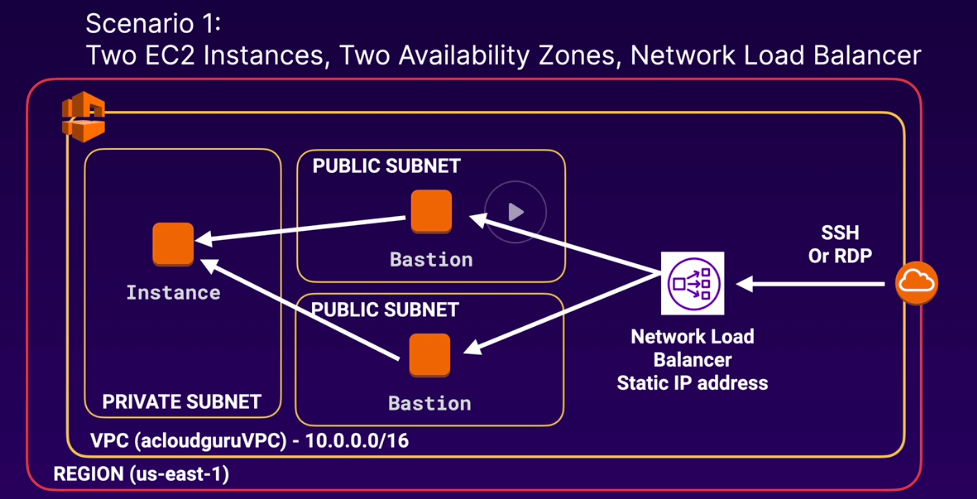 Scenario 1:
Two EC2 Instances, Two Availability Zones, Network Load Balancer
PUBLIC SUBNET
Bastion
Instance
PUBLIC SUBNET
Bastion
PRIVATE SUBNET
SSH
Or RDP
Network Load
Balancer
Static IP address
VPC (acloudguruVPC) - 10.0.0.0/16
REGION (us-east-1)